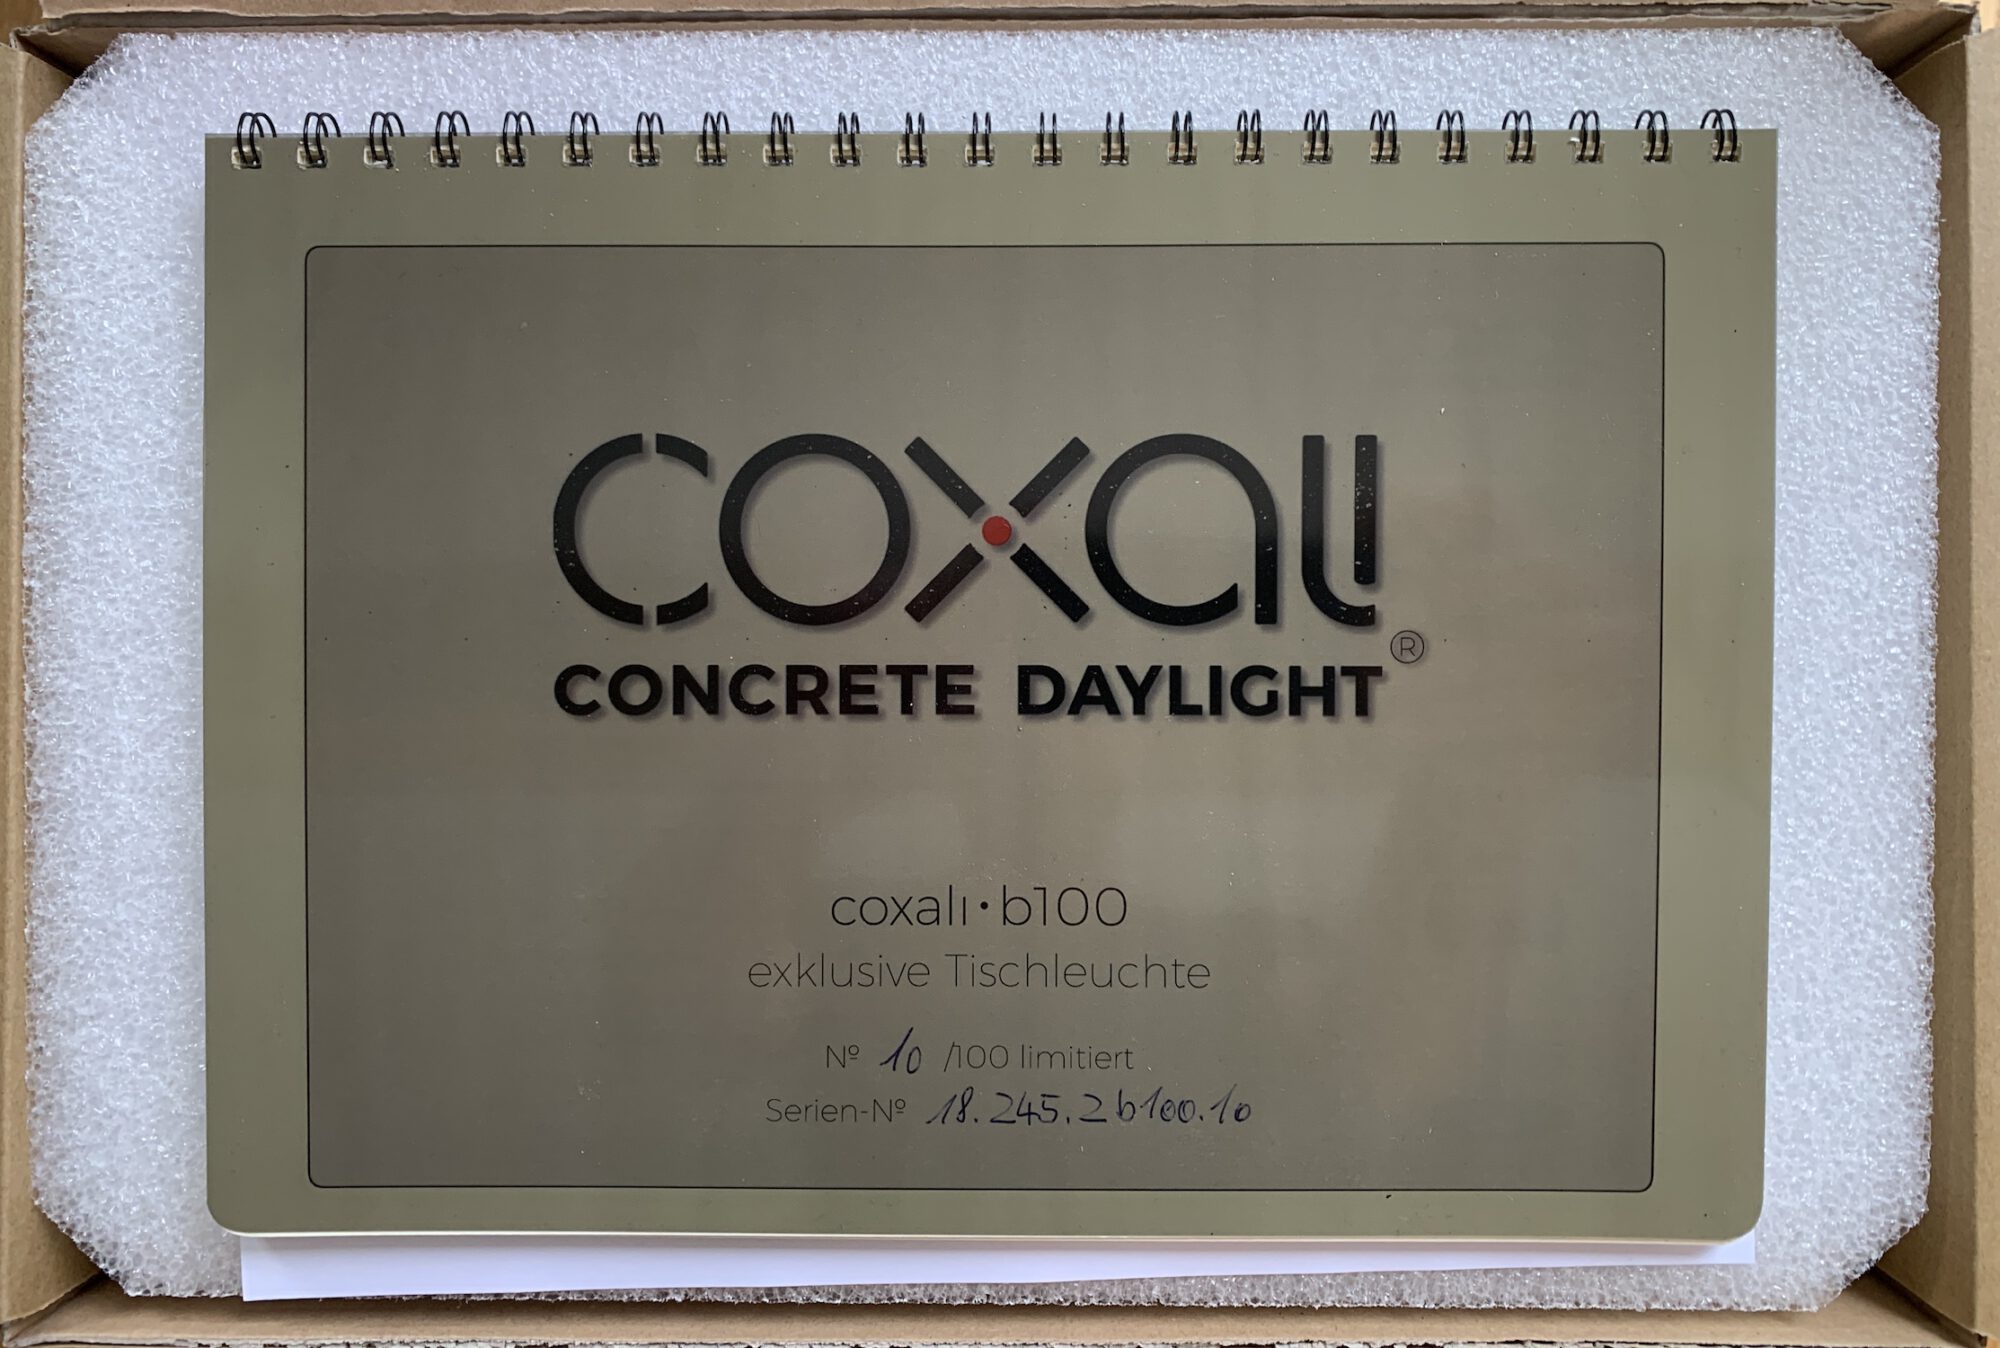 coxali
CONCRETE DAYLIGHT ®
coxalı • b100
exklusive Tischleuchte
Nº 10 /100 limitiert
Serien-Nº 18.245.2b100.10